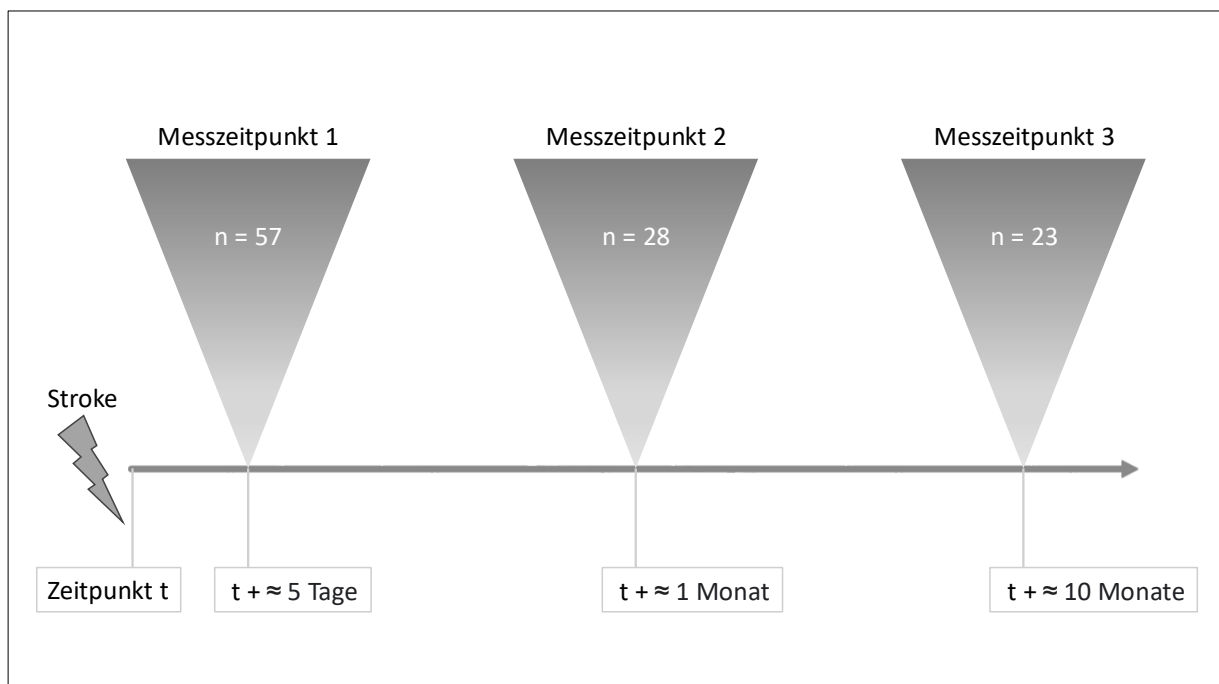 Messzeitpunkt 1
Messzeitpunkt 2
Messzeitpunkt 3
n = 57
n = 28
n = 23
Stroke
Zeitpunkt t
t + ≈ 5 Tage
t + ≈ 1 Monat
t + ≈ 10 Monate